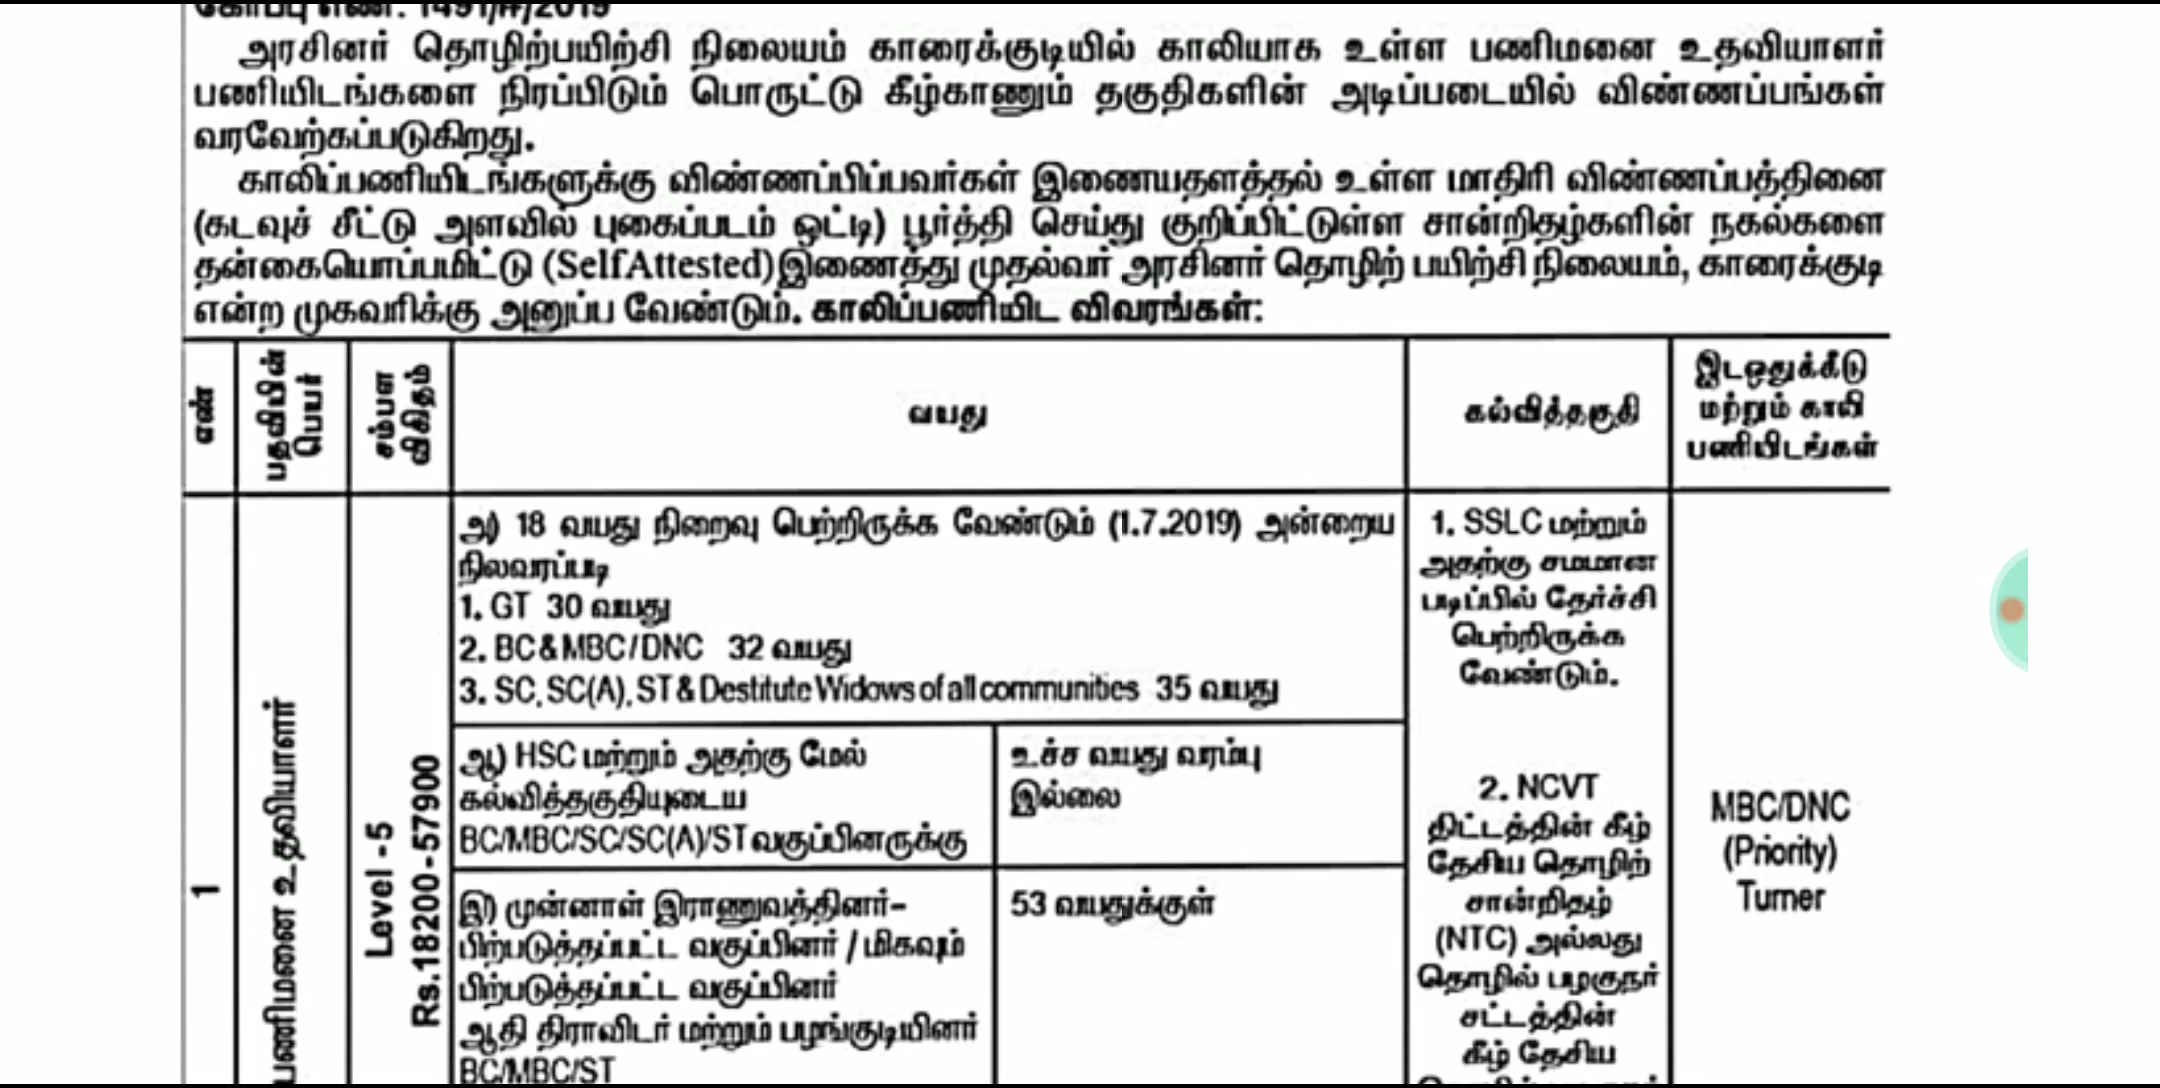 கோப்பு எண். 1491/ஈ/2019
அரசினர் தொழிற்பயிற்சி நிலையம் காரைக்குடியில் காலியாக உள்ள பணிமனை உதவியாளர்
பணியிடங்களை நிரப்பிடும் பொருட்டு கீழ்காணும் தகுதிகளின் அடிப்படையில் விண்ணப்பங்கள்
வரவேற்கப்படுகிறது.
காலிப்பணியிடங்களுக்கு விண்ணப்பிப்பவர்கள் இணையதளத்தல் உள்ள மாதிரி விண்ணப்பத்தினை
(கடவுச் சீட்டு அளவில் புகைப்படம் ஒட்டி) பூர்த்தி செய்து குறிப்பிட்டுள்ள சான்றிதழ்களின் நகல்களை
தன்கையொப்பமிட்டு (SelfAttested)இணைத்து முதல்வர் அரசினர் தொழிற் பயிற்சி நிலையம், காரைக்குடி
என்ற முகவரிக்கு அனுப்ப வேண்டும். காலிப்பணியிட விவரங்கள்:
எண்
பதவியின்
பெயர்
சம்பள
விகிதம்
வயது
கல்வித்தகுதி
இடஒதுக்கீடு
மற்றும் காலி
பணியிடங்கள்
1
பணிமனை உதவியாளர்
Level -5
Rs.18200-57900
அ) 18 வயது நிறைவு பெற்றிருக்க வேண்டும் (1.7.2019) அன்றைய
நிலவரப்படி
1. GT 30 வயது
2. BC&MBC/DNC 32 வயது
3. SC, SC(A), ST & Destitute Widows of all communities 35 வயது
ஆ) HSC மற்றும் அதற்கு மேல்
கல்வித்தகுதியுடைய
BC/MBC/SC/SC(A)/ST வகுப்பினருக்கு
உச்ச வயது வரம்பு
இல்லை
இ) முன்னாள் இராணுவத்தினர்–
பிற்படுத்தப்பட்ட வகுப்பினர் / மிகவும்
பிற்படுத்தப்பட்ட வகுப்பினர்
ஆதி திராவிடர் மற்றும் பழங்குடியினர்
BC/MBC/ST
53 வயதுக்குள்
1. SSLC மற்றும்
அதற்கு சமமான
படிப்பில் தேர்ச்சி
பெற்றிருக்க
வேண்டும்.
2. NCVT
திட்டத்தின் கீழ்
தேசிய தொழிற்
சான்றிதழ்
(NTC) அல்லது
தொழில் பழகுநர்
சட்டத்தின்
கீழ் தேசிய
MBC/DNC
(Priority)
Turner